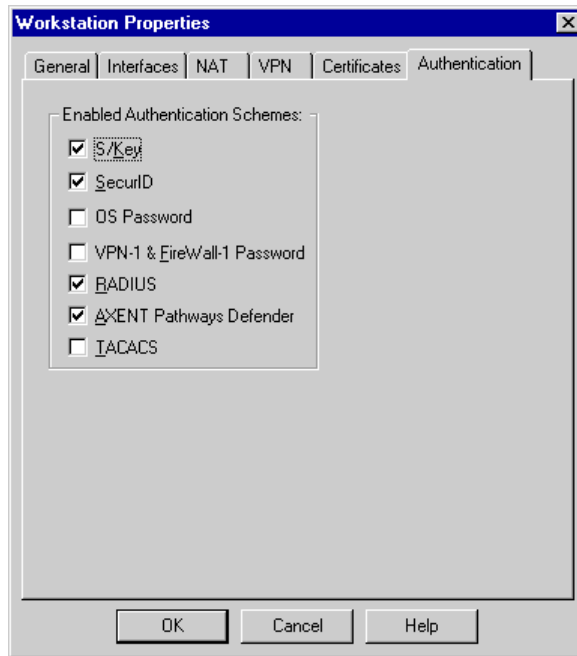 Workstation Properties
General Interfaces NAT VPN Certificates Authentication
Enabled Authentication Schemes:
S/Key
SecurID
OS Password
VPN-1 & FireWall-1 Password
RADIUS
AXENT Pathways Defender
TACACS
OK Cancel Help